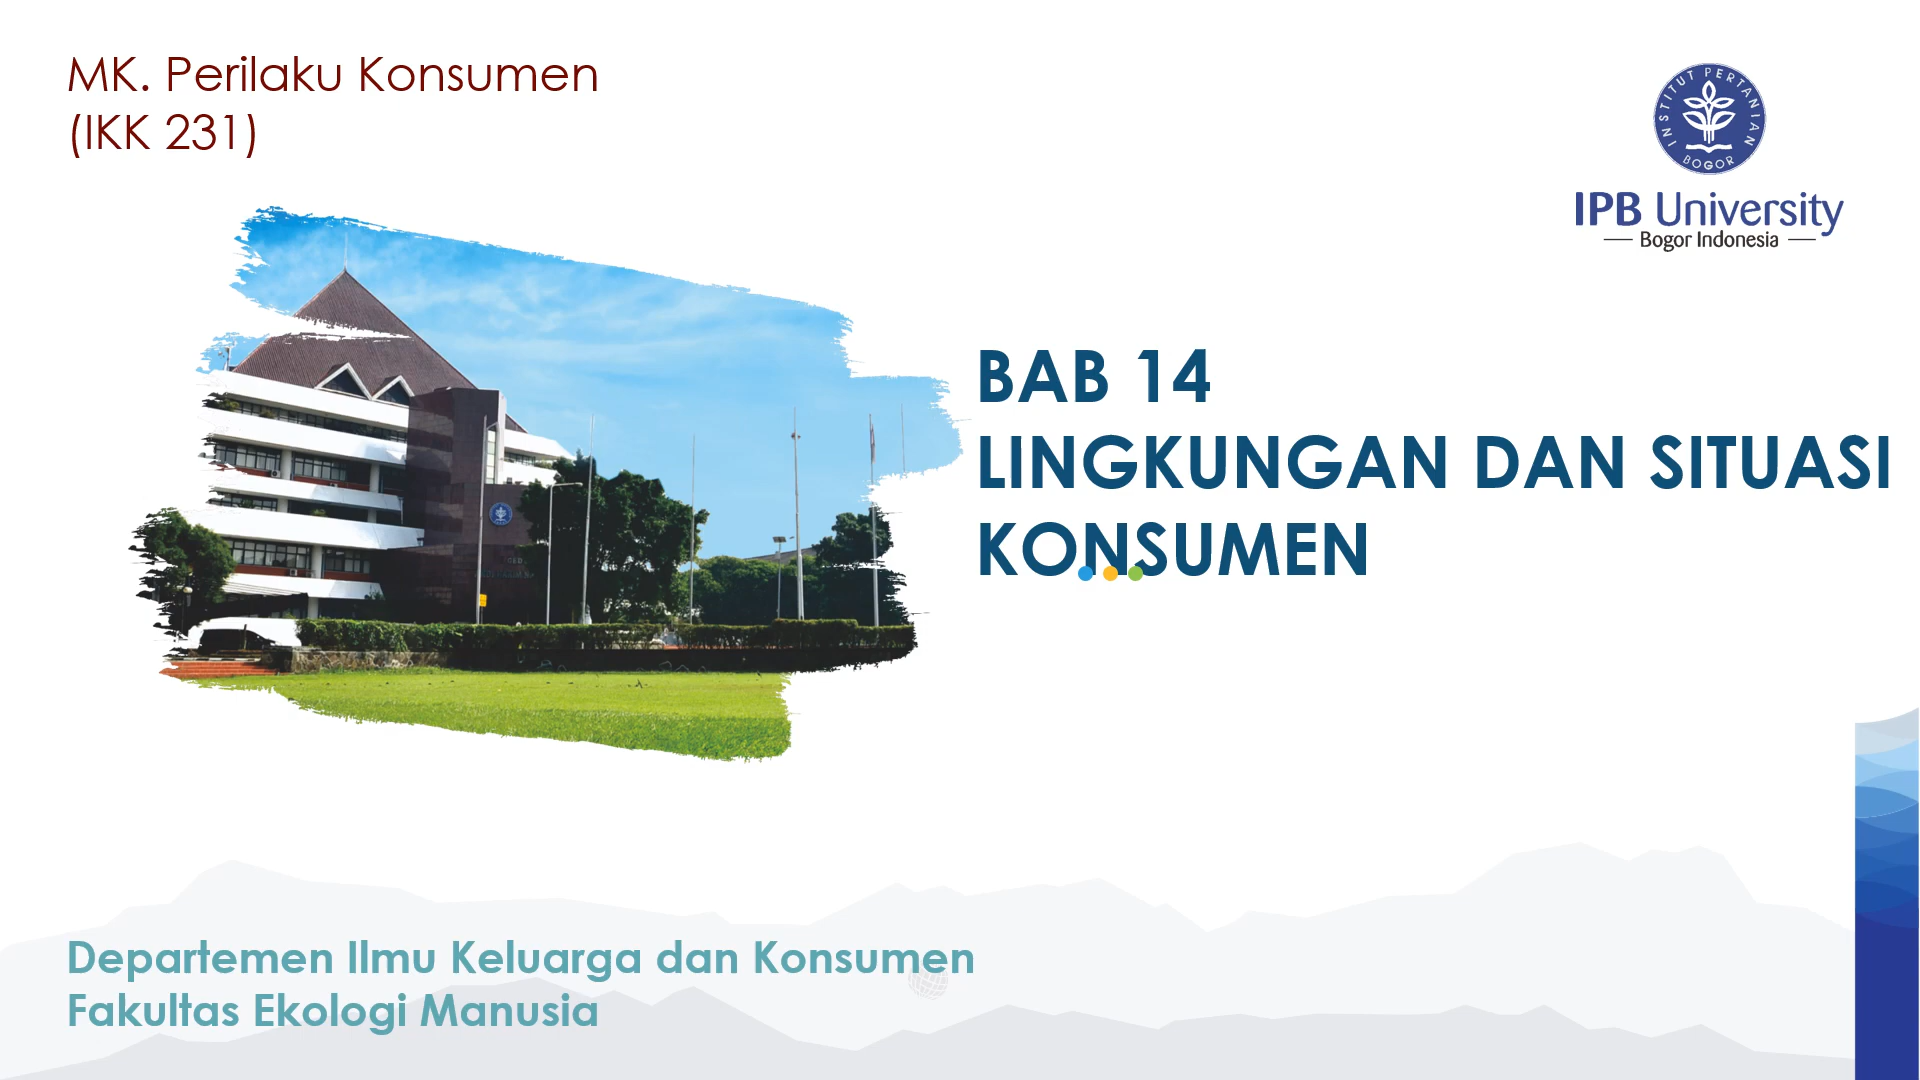 MK. Perilaku Konsumen
(IKK 231)
INSTITUT PERTANIAN
BOGOR
IPB University
Bogor Indonesia
BAB 14
LINGKUNGAN DAN SITUASI
KONSUMEN
Departemen Ilmu Keluarga dan Konsumen
Fakultas Ekologi Manusia